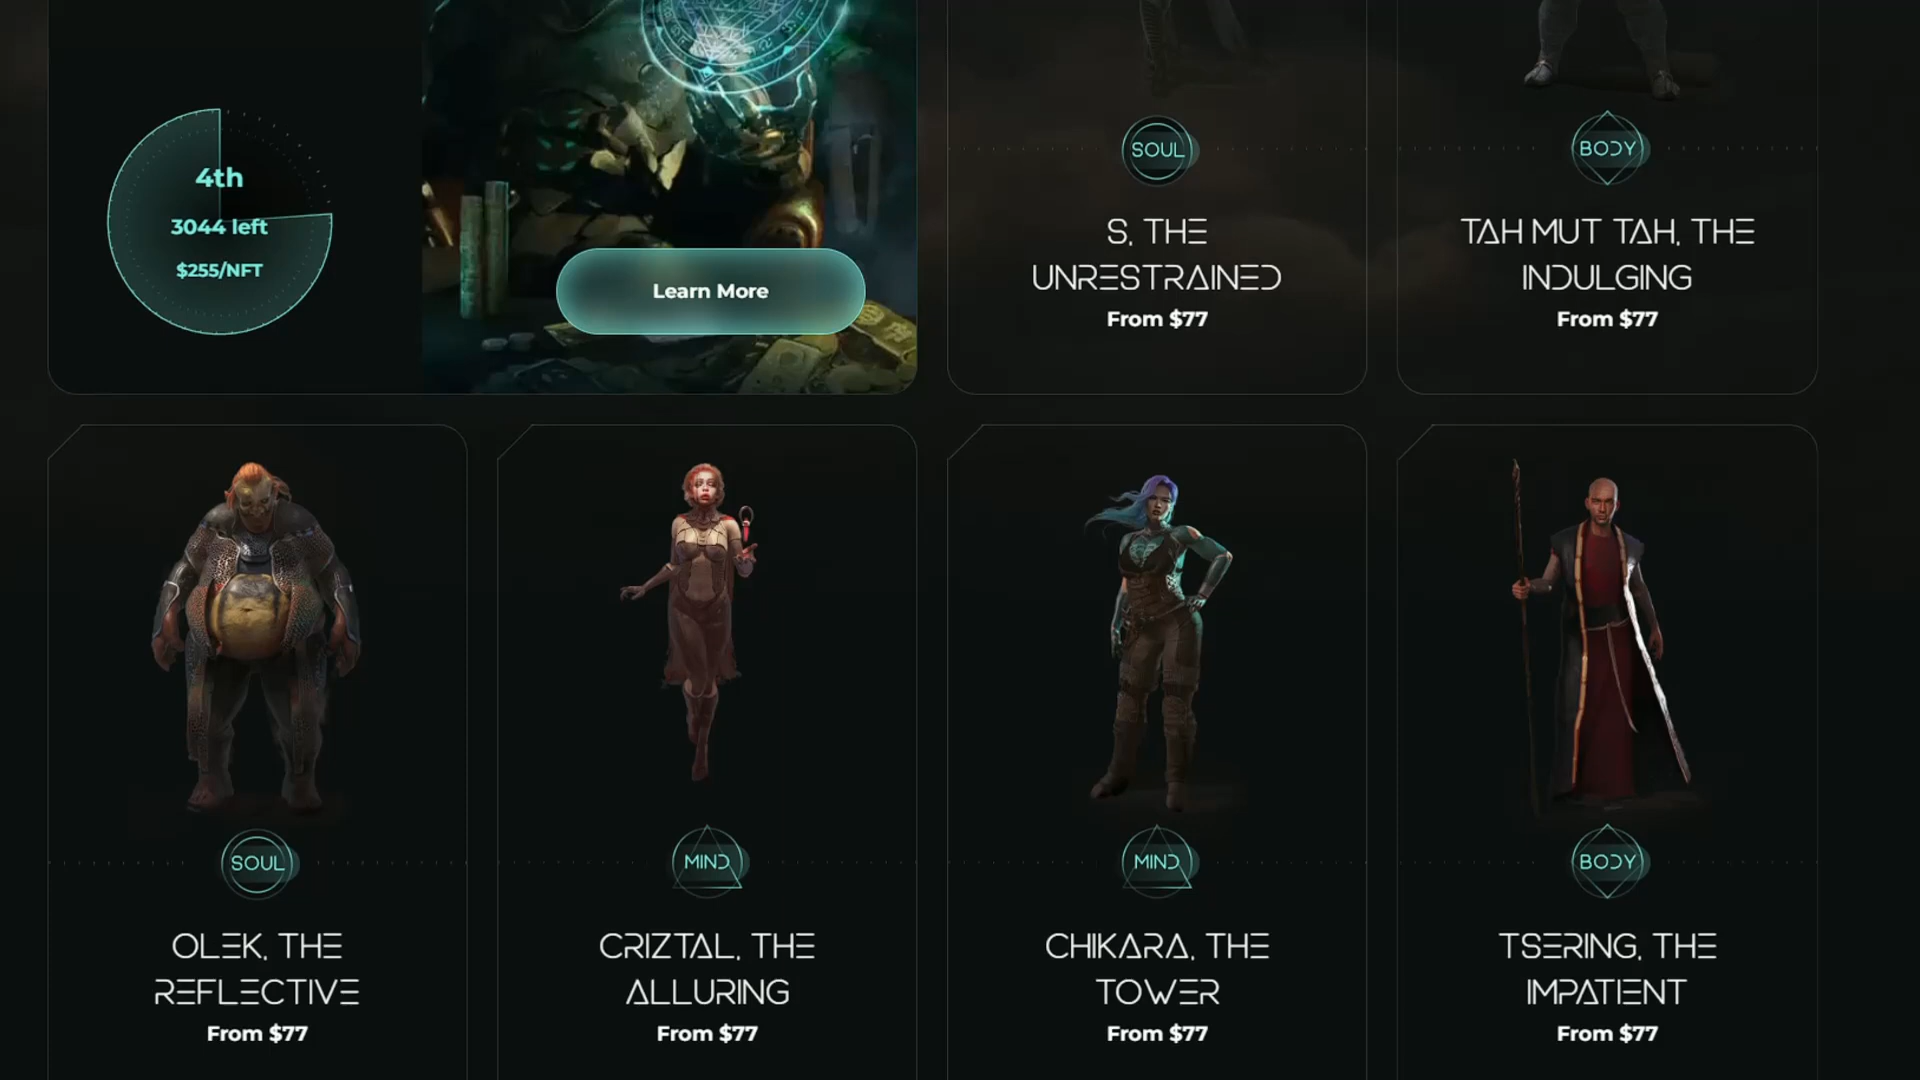 4th
3044 left
$255/NFT
Learn More
SOUL
S, THE
UNRESTRAINED
From $77
BODY
TAH MUT TAH, THE
INDULGING
From $77
SOUL
OLEK, THE
REFLECTIVE
From $77
MIND
CRIZTAL, THE
ALLURING
From $77
MIND
CHIKARA, THE
TOWER
From $77
BODY
TSERING, THE
IMPATIENT
From $77